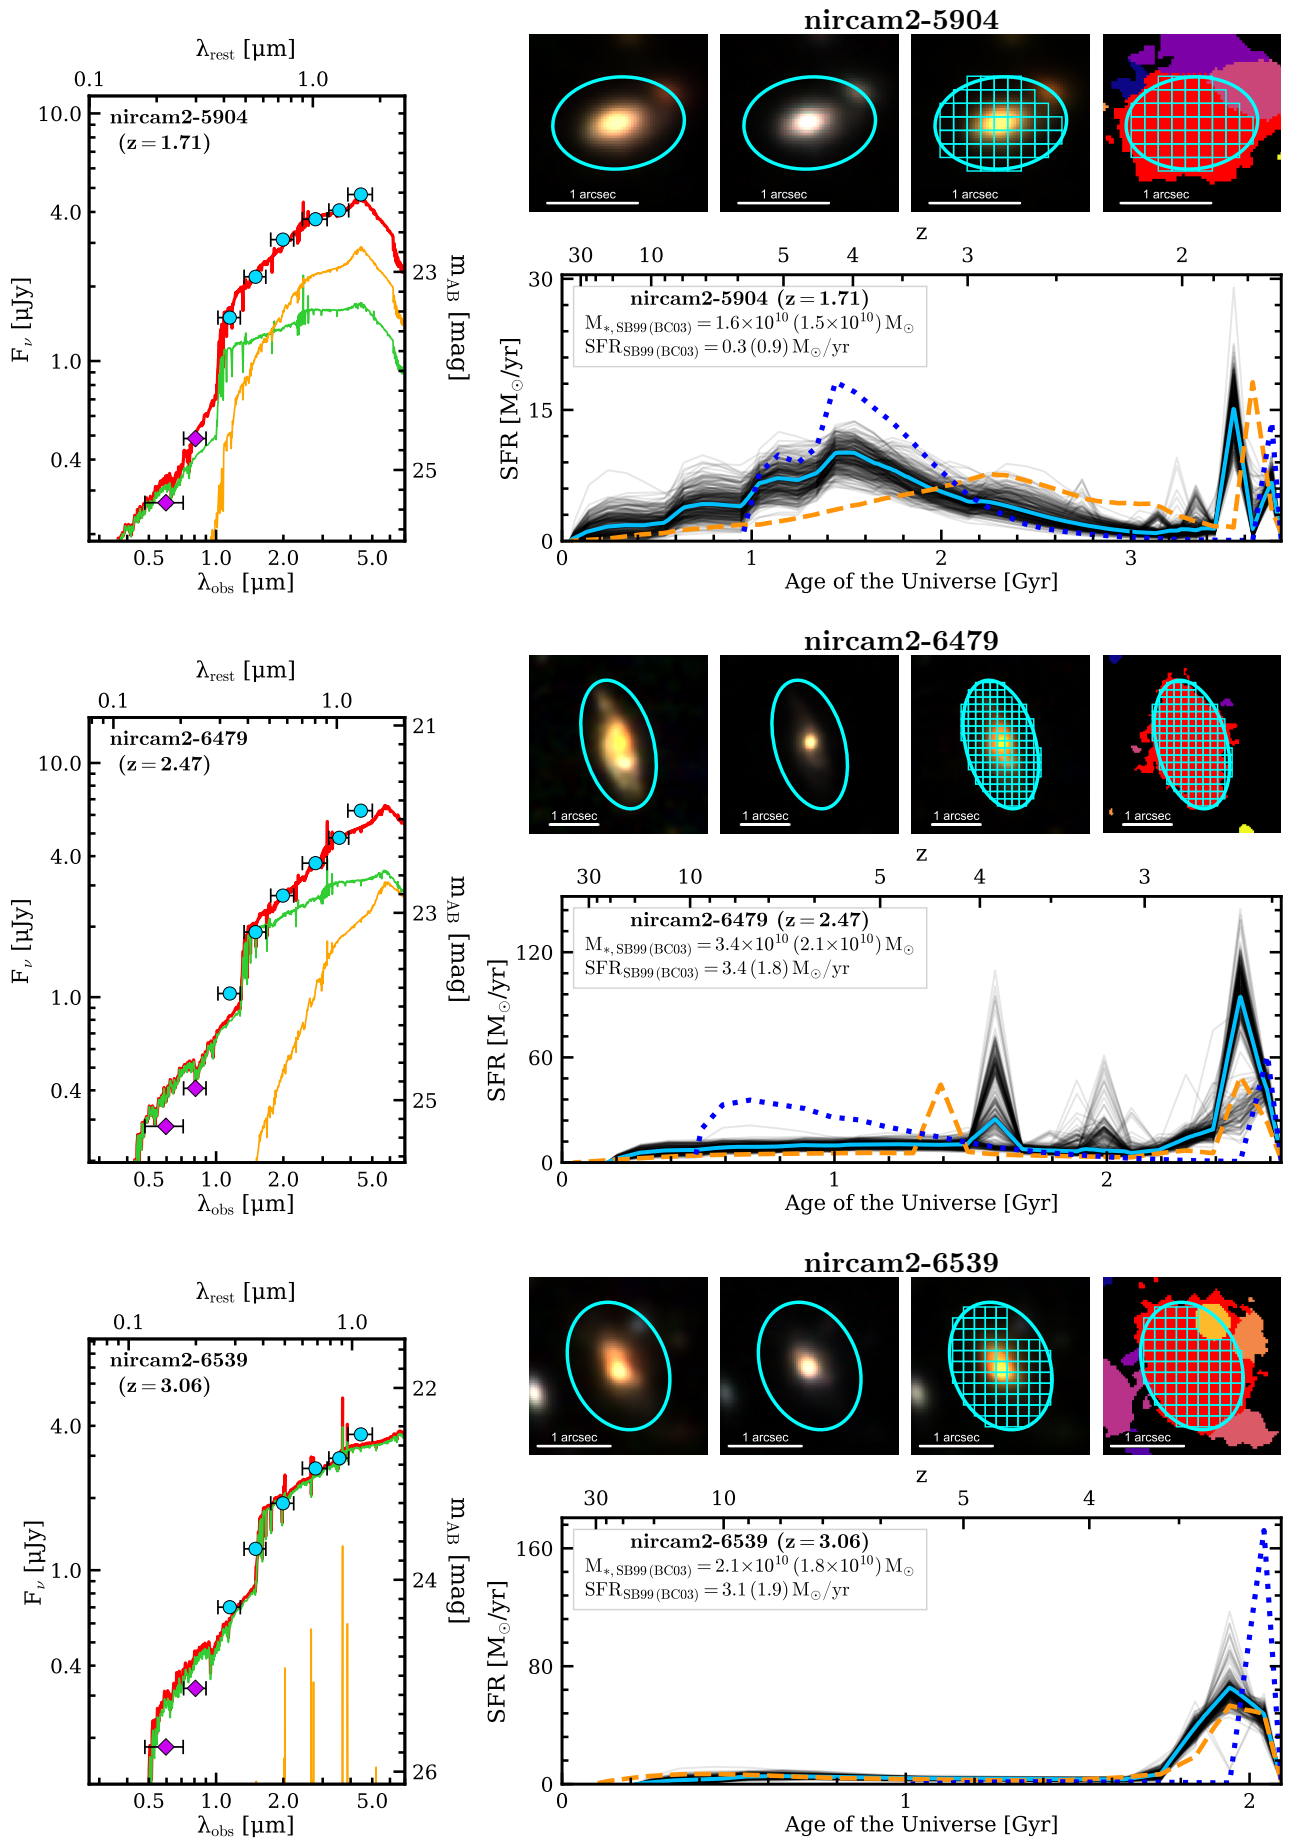 nircam2-5904
λrest [μm]
0.1 1.0
nircam2-5904
(z = 1.71)
10.0
4.0
1.0
0.4
Fν [μJy]
23
25
mAB [mag]
0.5 1.0 2.0 5.0
λobs [μm]
1 arcsec
1 arcsec
1 arcsec
1 arcsec
z
30 10 5 4 3 2
nircam2-5904 (z = 1.71)
M*, SB99 (BC03) = 1.6×10^10 (1.5×10^10) M⊙
SFRSB99 (BC03) = 0.3 (0.9) M⊙/yr
30
15
0
SFR [M⊙/yr]
0 1 2 3
Age of the Universe [Gyr]
nircam2-6479
λrest [μm]
0.1 1.0
nircam2-6479
(z = 2.47)
10.0
4.0
1.0
0.4
Fν [μJy]
21
23
25
mAB [mag]
0.5 1.0 2.0 5.0
λobs [μm]
1 arcsec
1 arcsec
1 arcsec
1 arcsec
z
30 10 5 4 3
nircam2-6479 (z = 2.47)
M*, SB99 (BC03) = 3.4×10^10 (2.1×10^10) M⊙
SFRSB99 (BC03) = 3.4 (1.8) M⊙/yr
120
60
0
SFR [M⊙/yr]
0 1 2
Age of the Universe [Gyr]
nircam2-6539
λrest [μm]
0.1 1.0
nircam2-6539
(z = 3.06)
4.0
1.0
0.4
Fν [μJy]
22
24
26
mAB [mag]
0.5 1.0 2.0 5.0
λobs [μm]
1 arcsec
1 arcsec
1 arcsec
1 arcsec
z
30 10 5 4
nircam2-6539 (z = 3.06)
M*, SB99 (BC03) = 2.1×10^10 (1.8×10^10) M⊙
SFRSB99 (BC03) = 3.1 (1.9) M⊙/yr
160
80
0
SFR [M⊙/yr]
0 1 2
Age of the Universe [Gyr]